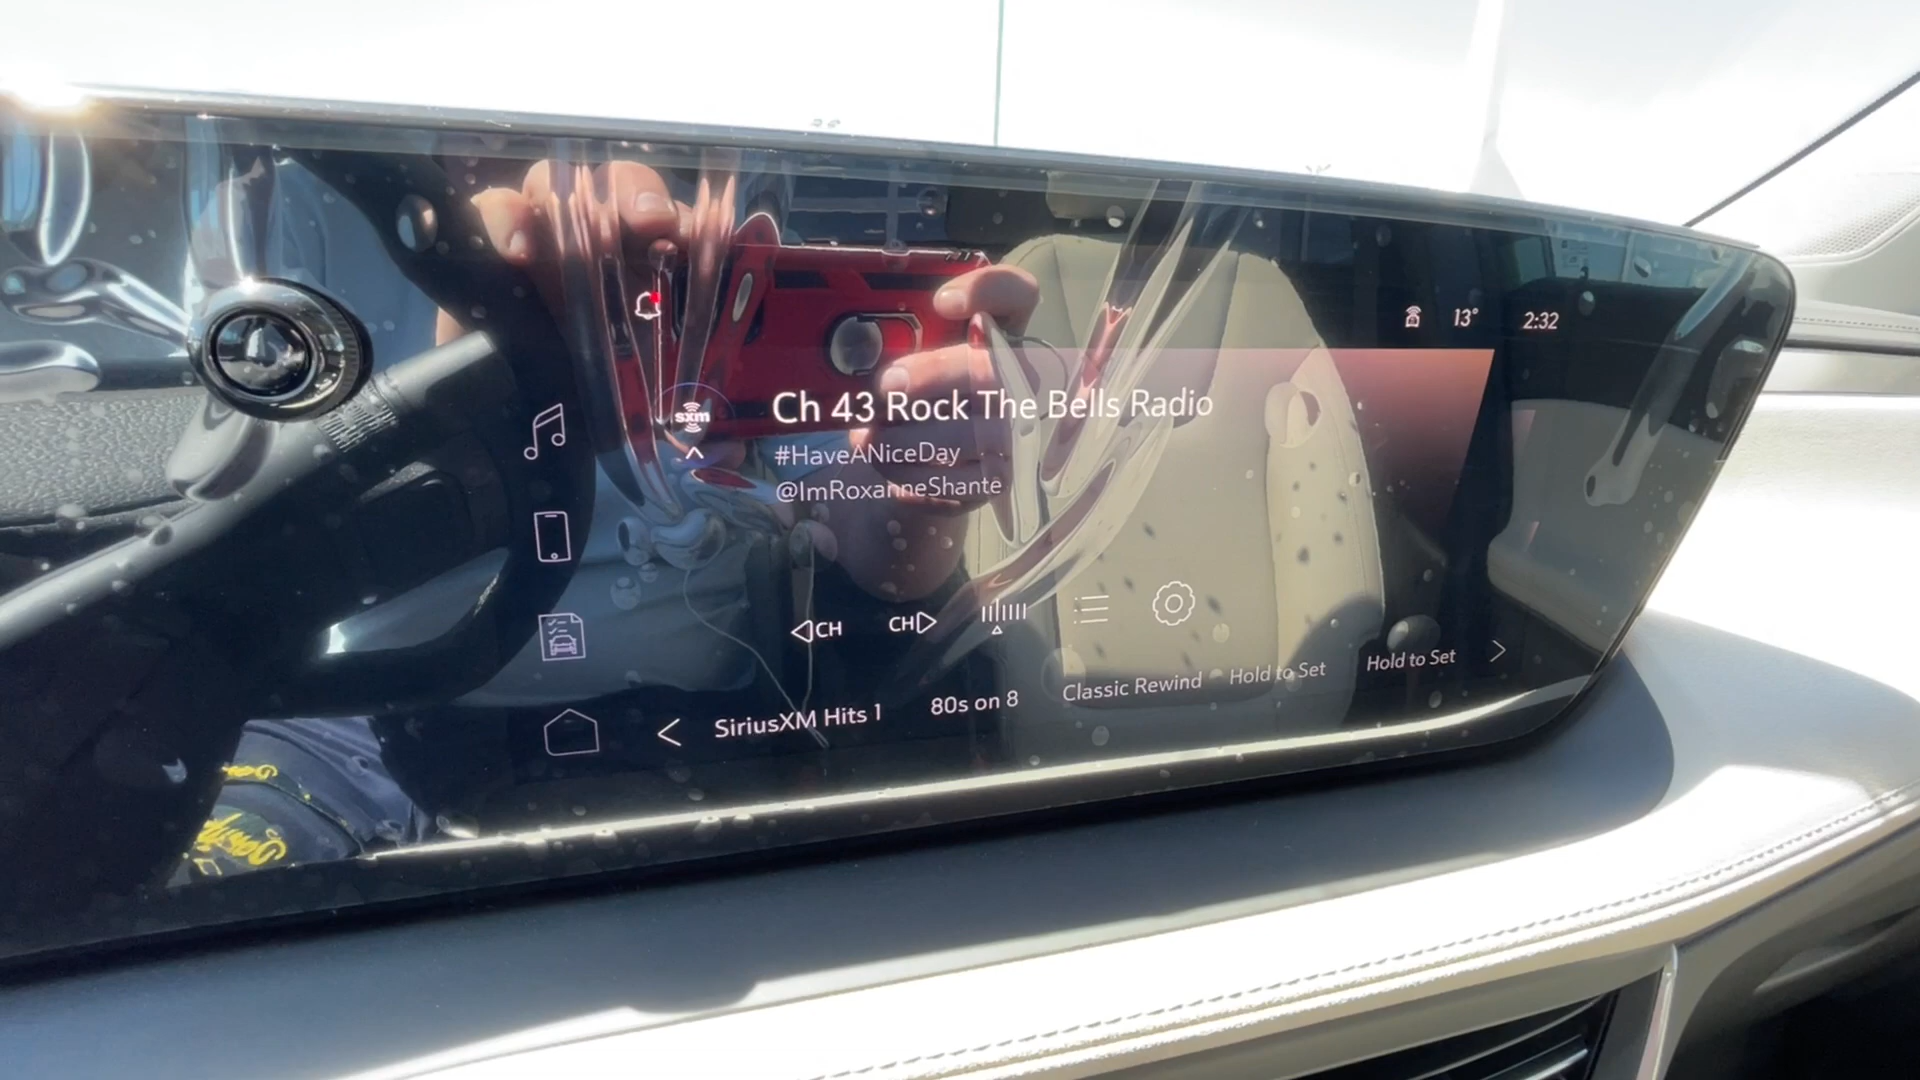 13° 2:32
sxm
Ch 43 Rock The Bells Radio
#HaveANiceDay
@ImRoxanneShante
CH CH
SiriusXM Hits 1 80s on 8 Classic Rewind Hold to Set Hold to Set